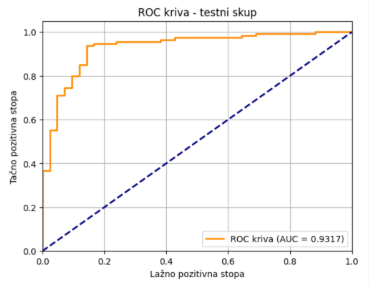 ROC kriva - testni skup
Tačno pozitivna stopa
1.0
0.8
0.6
0.4
0.2
0.0
ROC kriva (AUC = 0.9317)
0.0 0.2 0.4 0.6 0.8 1.0
Lažno pozitivna stopa